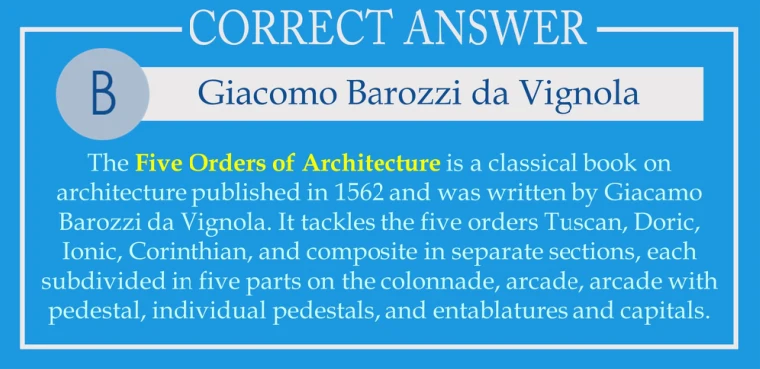 CORRECT ANSWER
B
Giacomo Barozzi da Vignola
The Five Orders of Architecture is a classical book on
architecture published in 1562 and was written by Giacamo
Barozzi da Vignola. It tackles the five orders Tuscan, Doric,
Ionic, Corinthian, and composite in separate sections, each
subdivided in five parts on the colonnade, arcade, arcade with
pedestal, individual pedestals, and entablatures and capitals.